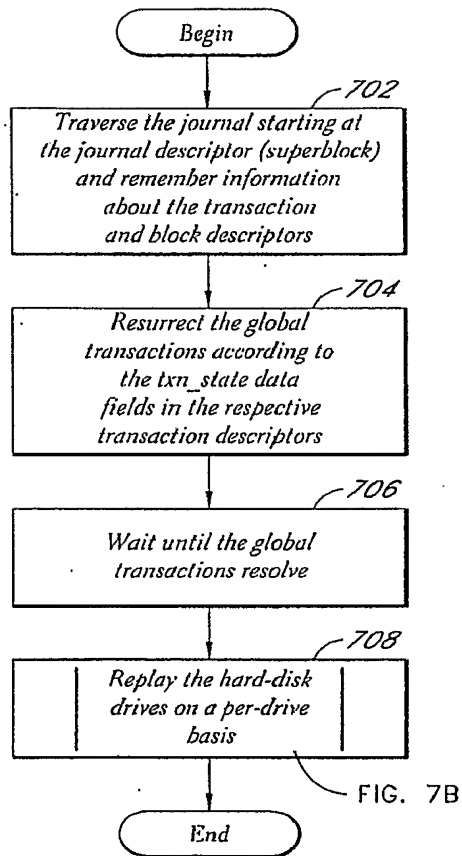 Begin
702
Traverse the journal starting at
the journal descriptor (superblock)
and remember information
about the transaction
and block descriptors
704
Resurrect the global
transactions according to
the txn_state data
fields in the respective
transaction descriptors
706
Wait until the global
transactions resolve
708
Replay the hard-disk
drives on a per-drive
basis
FIG. 7B
End